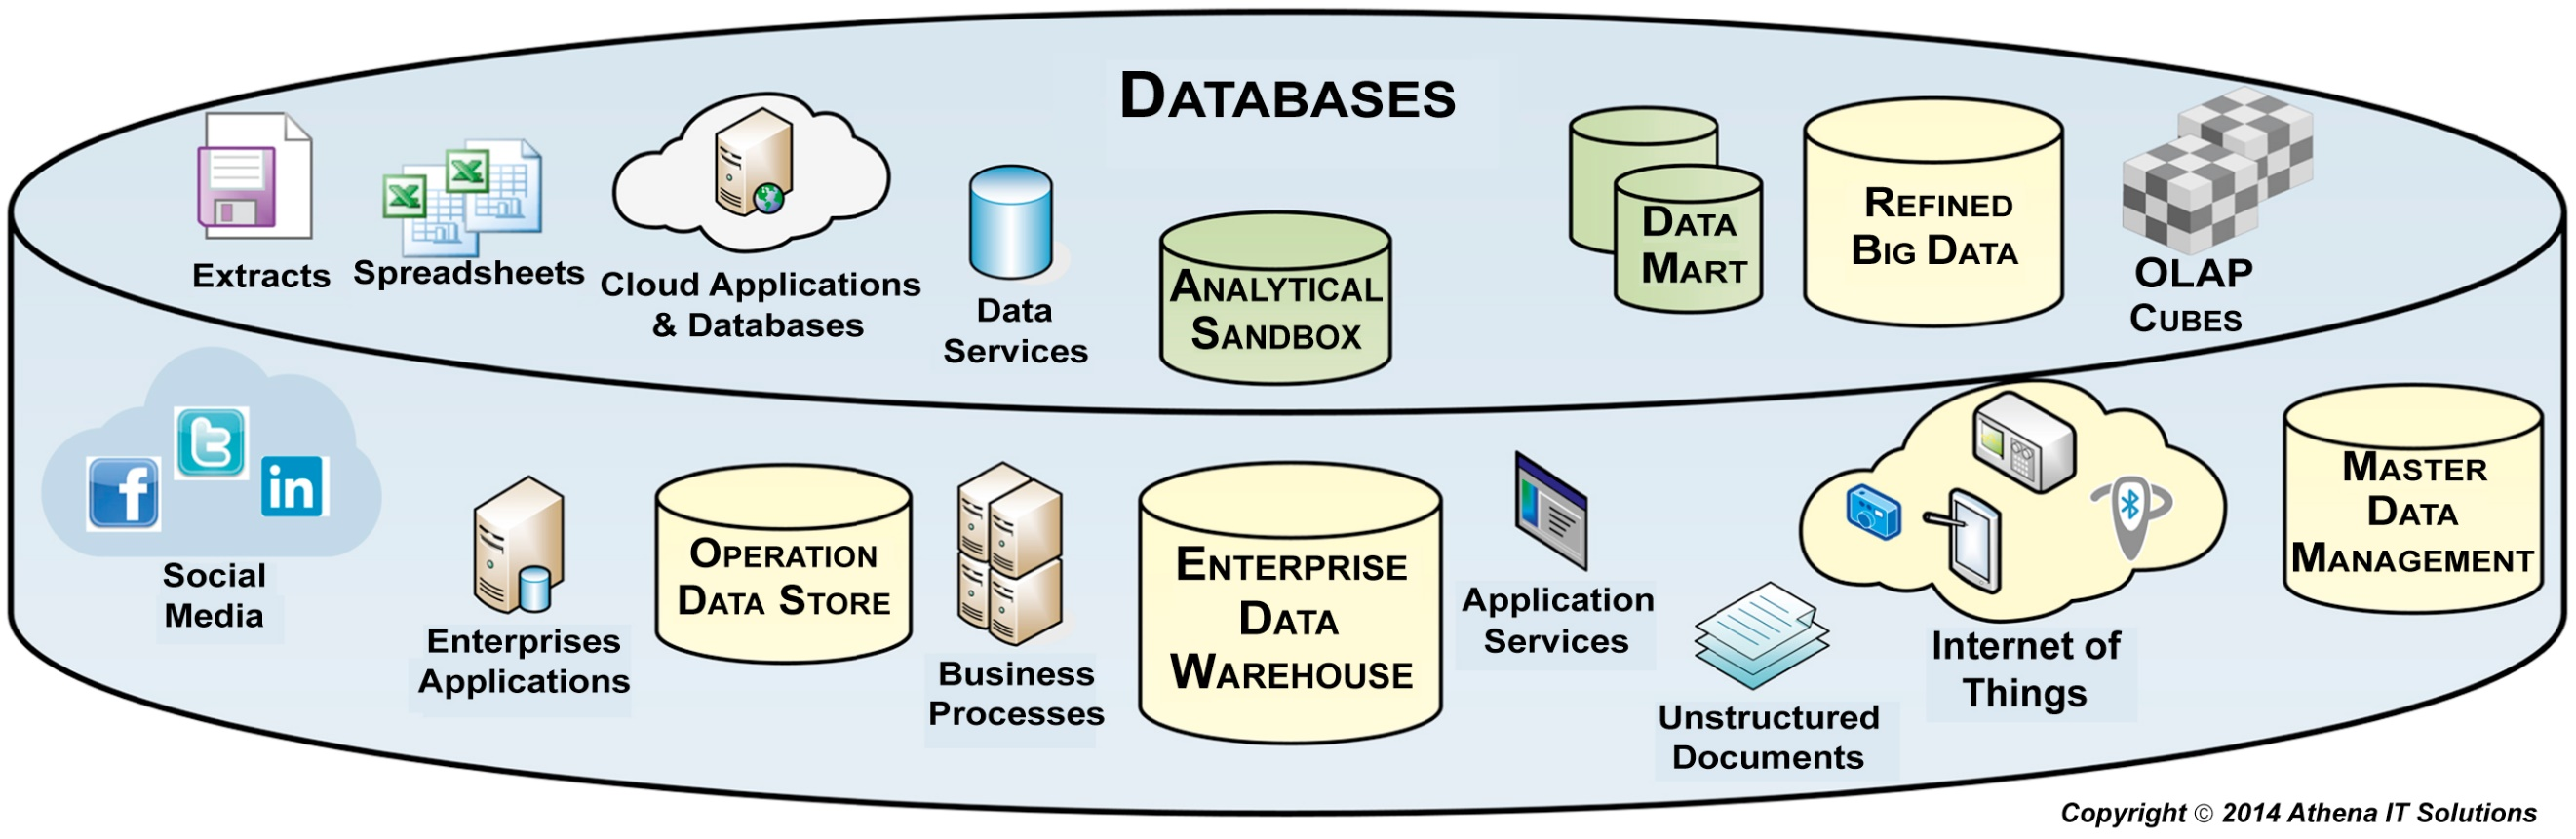 DATABASES
Extracts
Spreadsheets
Cloud Applications
& Databases
Data
Services
ANALYTICAL
SANDBOX
DATA
MART
REFINED
BIG DATA
OLAP
CUBES
f
t
in
Social
Media
Enterprises
Applications
OPERATION
DATA STORE
Business
Processes
ENTERPRISE
DATA
WAREHOUSE
Application
Services
Unstructured
Documents
Internet of
Things
MASTER
DATA
MANAGEMENT
Copyright © 2014 Athena IT Solutions